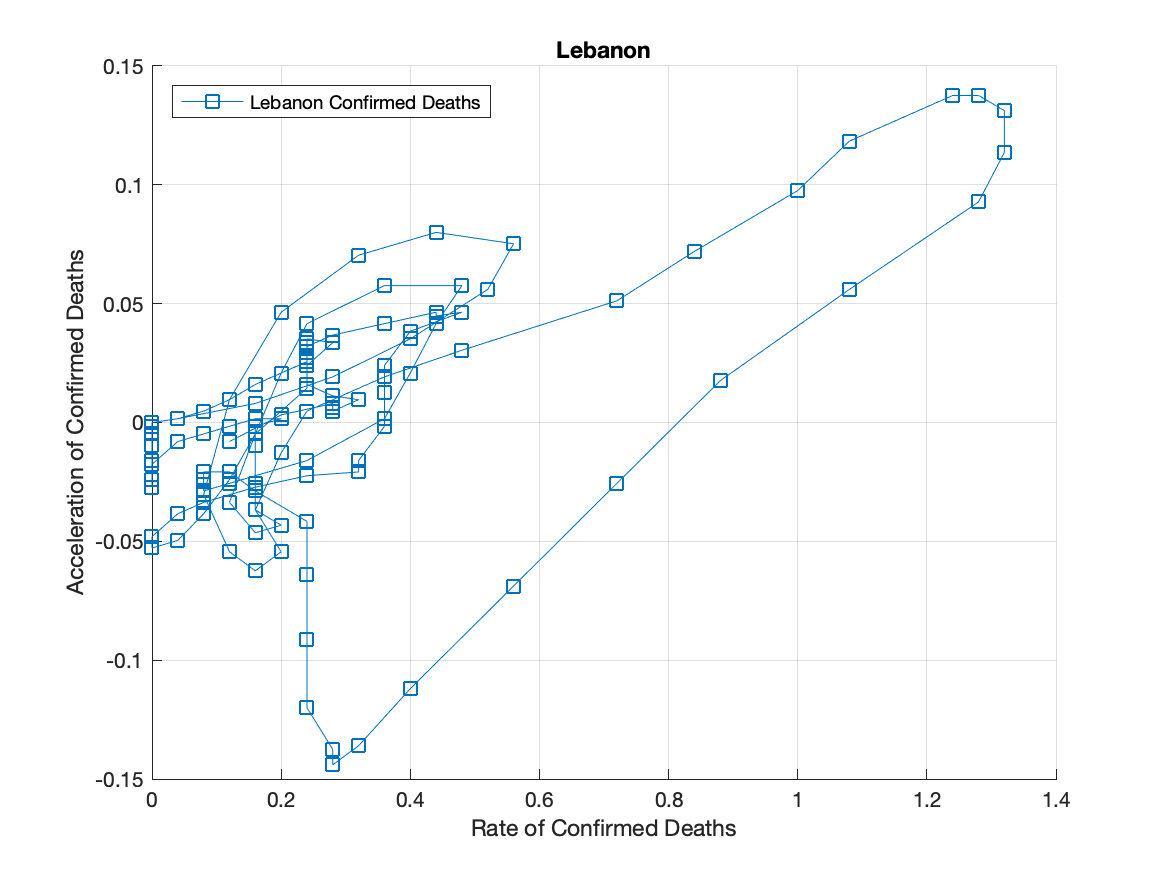 Lebanon
Lebanon Confirmed Deaths
Acceleration of Confirmed Deaths
0.15
0.1
0.05
0
-0.05
-0.1
-0.15
0 0.2 0.4 0.6 0.8 1 1.2 1.4
Rate of Confirmed Deaths